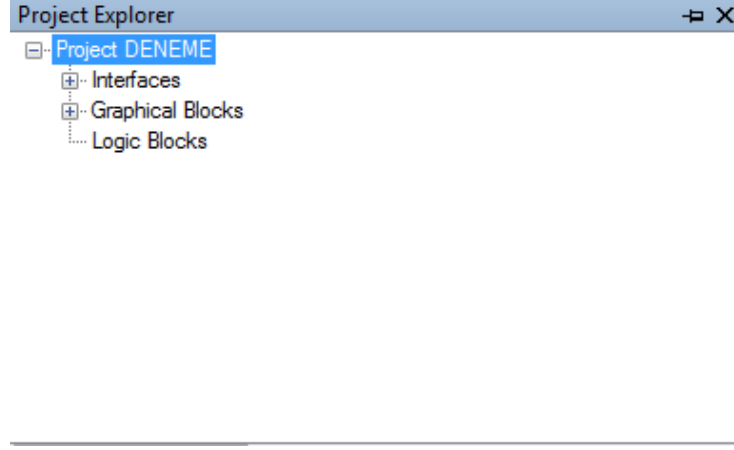 Project Explorer
Project DENEME
Interfaces
Graphical Blocks
Logic Blocks